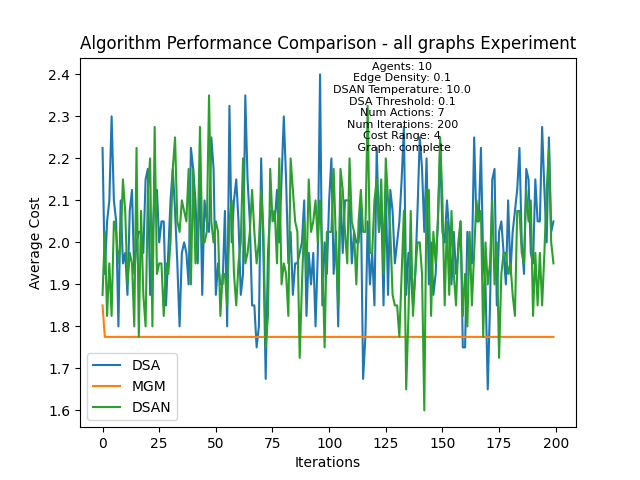 Algorithm Performance Comparison - all graphs Experiment
Agents: 10
Edge Density: 0.1
DSAN Temperature: 10.0
DSA Threshold: 0.1
Num Actions: 7
Num Iterations: 200
Cost Range: 4
Graph: complete
Average Cost
2.4
2.3
2.2
2.1
2.0
1.9
1.8
1.7
1.6
DSA
MGM
DSAN
0
25
50
75
100
125
150
175
200
Iterations